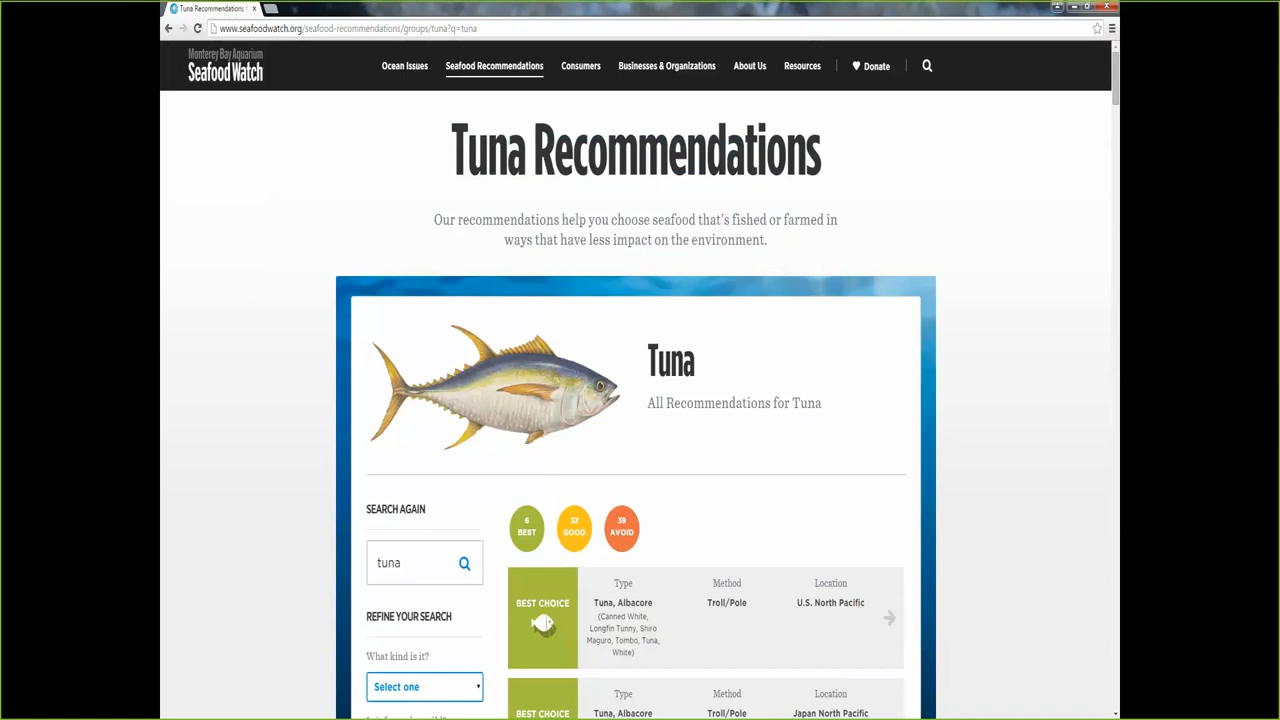 Tuna Recommendations
www.seafoodwatch.org/seafood-recommendations/groups/tuna?q=tuna
Monterey Bay Aquarium
Seafood Watch
Ocean Issues
Seafood Recommendations
Consumers
Businesses & Organizations
About Us
Resources
Donate
Tuna Recommendations
Our recommendations help you choose seafood that's fished or farmed in
ways that have less impact on the environment.
Tuna
All Recommendations for Tuna
SEARCH AGAIN
tuna
REFINE YOUR SEARCH
What kind is it?
Select one
6
BEST
32
GOOD
39
AVOID
BEST CHOICE
Type
Tuna, Albacore
(Canned White,
Longfin Tunny, Shiro
Maguro, Tombo, Tuna,
White)
Method
Troll/Pole
Location
U.S. North Pacific
BEST CHOICE
Type
Tuna, Albacore
Method
Troll/Pole
Location
Japan North Pacific